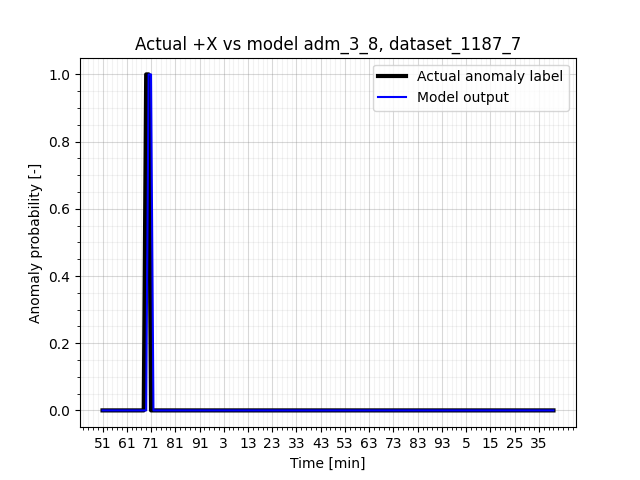 Actual +X vs model adm_3_8, dataset_1187_7
Actual anomaly label
Model output
Anomaly probability [-]
1.0
0.8
0.6
0.4
0.2
0.0
51 61 71 81 91 3 13 23 33 43 53 63 73 83 93 5 15 25 35
Time [min]